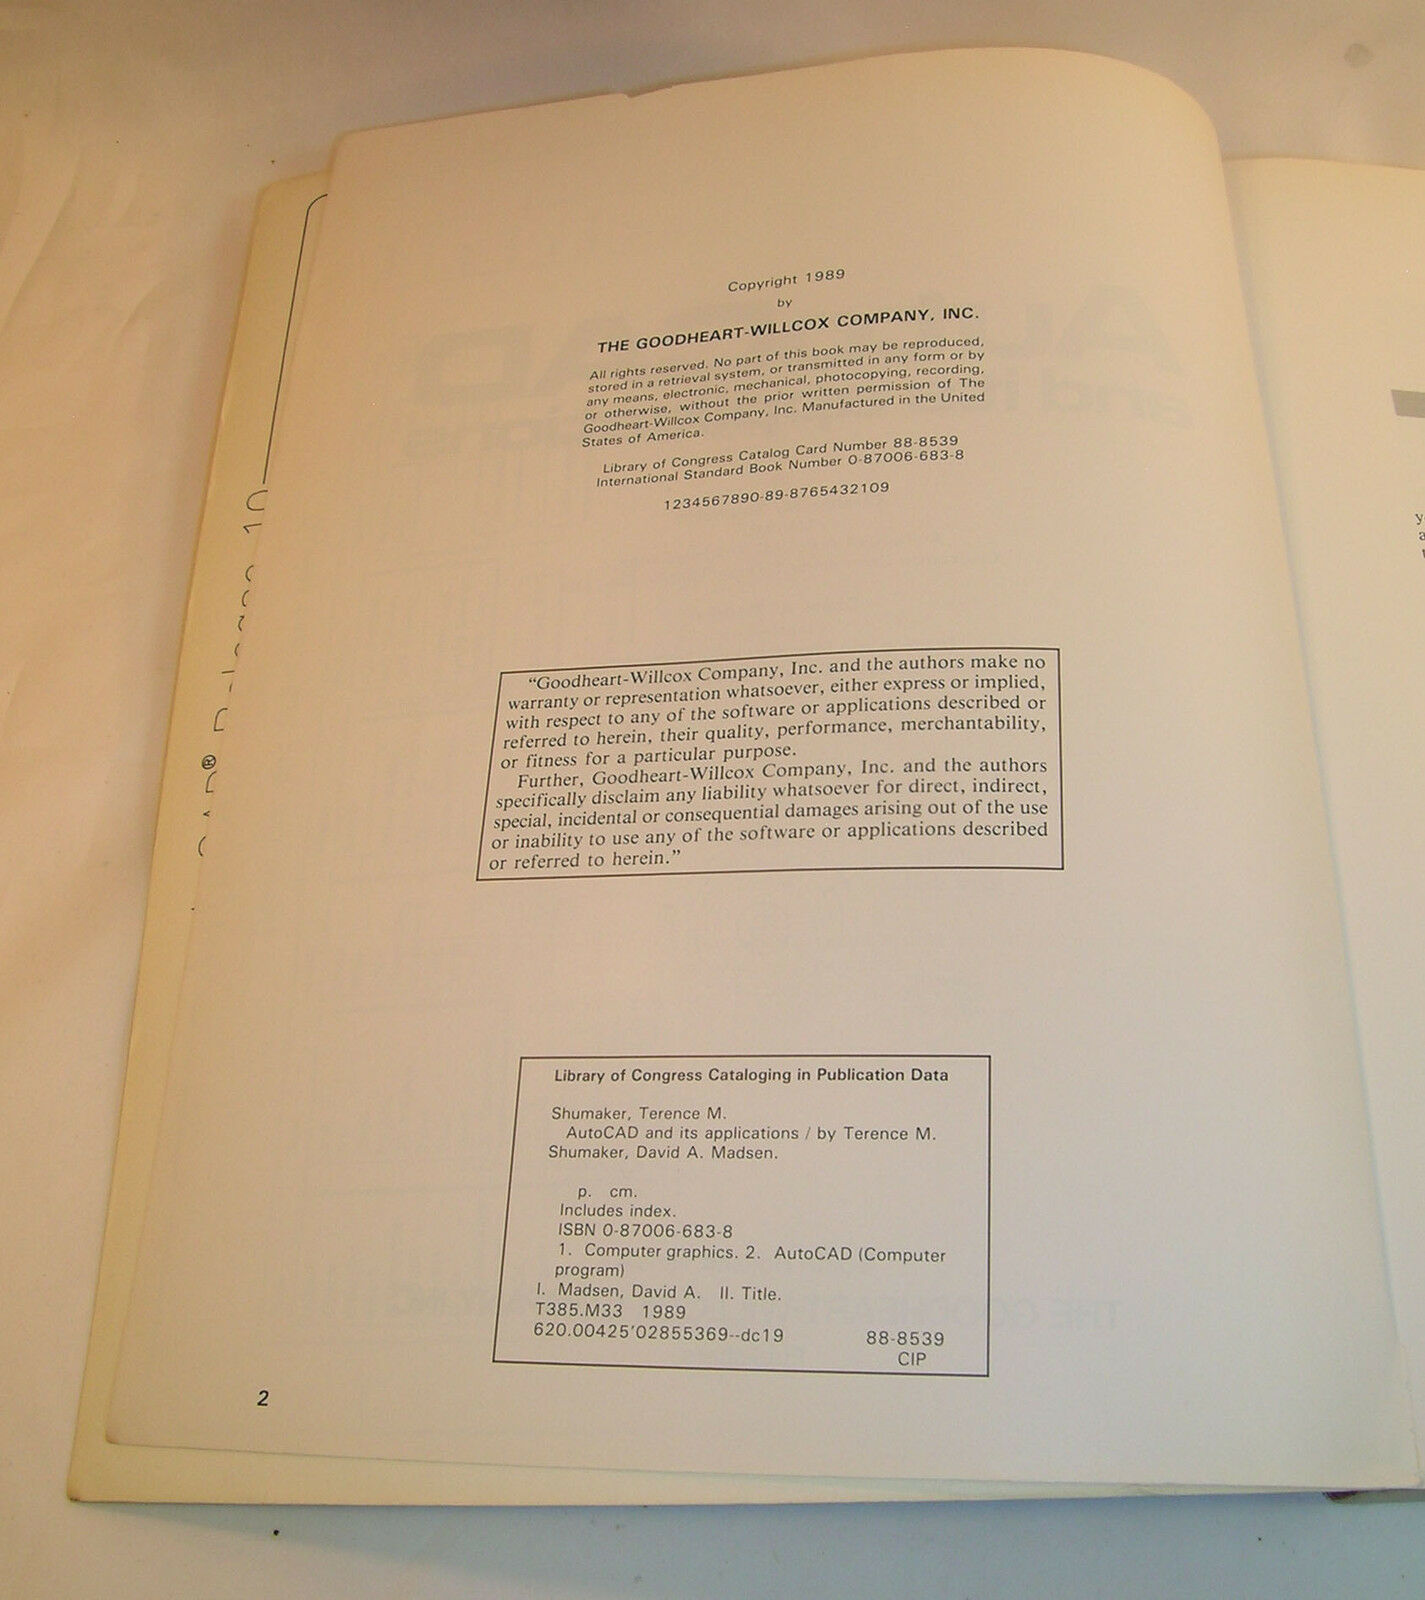 Copyright 1989
by
THE GOODHEART-WILLCOX COMPANY, INC.
All rights reserved. No part of this book may be reproduced,
stored in a retrieval system, or transmitted in any form or by
any means, electronic, mechanical, photocopying, recording,
or otherwise, without the prior written permission of The
Goodheart-Willcox Company, Inc. Manufactured in the United
States of America.
Library of Congress Catalog Card Number 88-8539
International Standard Book Number 0-87006-683-8
1234567890-89-8765432109
"Goodheart-Willcox Company, Inc. and the authors make no
warranty or representation whatsoever, either express or implied,
with respect to any of the software or applications described or
referred to herein, their quality, performance, merchantability,
or fitness for a particular purpose.
Further, Goodheart-Willcox Company, Inc. and the authors
specifically disclaim any liability whatsoever for direct, indirect,
special, incidental or consequential damages arising out of the use
or inability to use any of the software or applications described
or referred to herein."
Library of Congress Cataloging in Publication Data
Shumaker, Terence M.
AutoCAD and its applications / by Terence M.
Shumaker, David A. Madsen.
p. cm.
Includes index.
ISBN 0-87006-683-8
1. Computer graphics. 2. AutoCAD (Computer
program)
I. Madsen, David A. II. Title.
T385.M33 1989
620.00425'02855369--dc19 88-8539
CIP
2